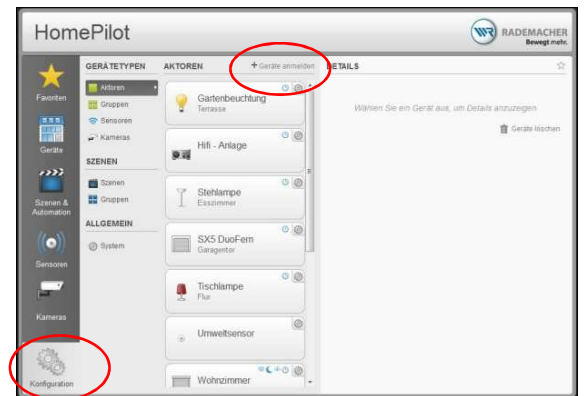 HomePilot
RADEMACHER
Bewegt mehr.
Favoriten
Geräte
Szenen &
Automation
Sensoren
Kameras
Konfiguration
GERÄTETYPEN
Aktoren
Gruppen
Sensoren
Kameras
SZENEN
Szenen
Gruppen
ALLGEMEIN
System
AKTOREN
+ Geräte anmelden
Gartenbeuchtung
Terrasse
Hifi - Anlage
Stehlampe
Esszimmer
SX5 DuoFern
Garagentor
Tischlampe
Flur
Umweltsensor
Wohnzimmer
DETAILS
Wählen Sie ein Gerät aus, um Details anzuzeigen
Geräte löschen